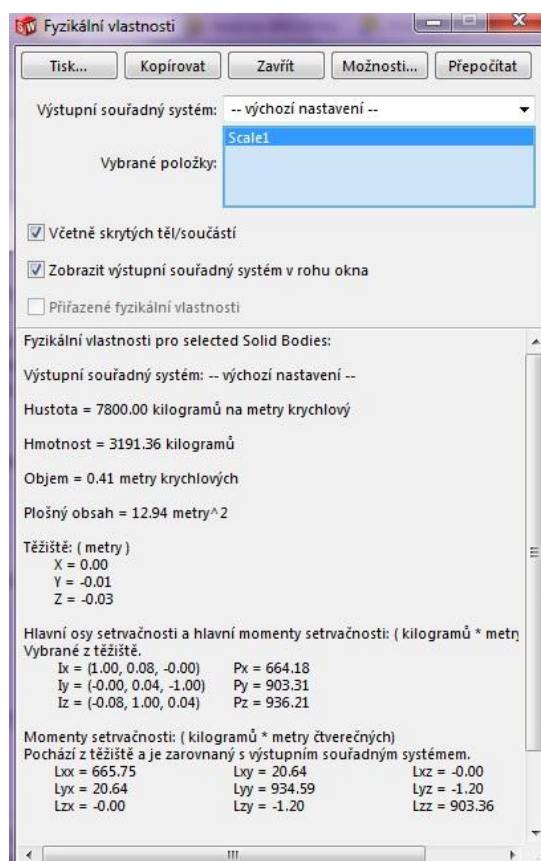 Fyzikální vlastnosti
Tisk... Kopírovat Zavřít Možnosti... Přepočítat
Výstupní souřadný systém: -- výchozí nastavení --
Scale1
Vybrané položky:
Včetně skrytých těl/součástí
Zobrazit výstupní souřadný systém v rohu okna
Přiřazené fyzikální vlastnosti
Fyzikální vlastnosti pro selected Solid Bodies:
Výstupní souřadný systém: -- výchozí nastavení --
Hustota = 7800.00 kilogramů na metry krychlový
Hmotnost = 3191.36 kilogramů
Objem = 0.41 metry krychlových
Plošný obsah = 12.94 metry^2
Těžiště: ( metry )
X = 0.00
Y = -0.01
Z = -0.03
Hlavní osy setrvačnosti a hlavní momenty setrvačnosti: ( kilogramů * metry
Vybrané z těžiště.
Ix = (1.00, 0.08, -0.00) Px = 664.18
Iy = (-0.00, 0.04, -1.00) Py = 903.31
Iz = (-0.08, 1.00, 0.04) Pz = 936.21
Momenty setrvačnosti: ( kilogramů * metry čtverečných)
Pochází z těžiště a je zarovnaný s výstupním souřadným systémem.
Lxx = 665.75 Lxy = 20.64 Lxz = -0.00
Lyx = 20.64 Lyy = 934.59 Lyz = -1.20
Lzx = -0.00 Lzy = -1.20 Lzz = 903.36